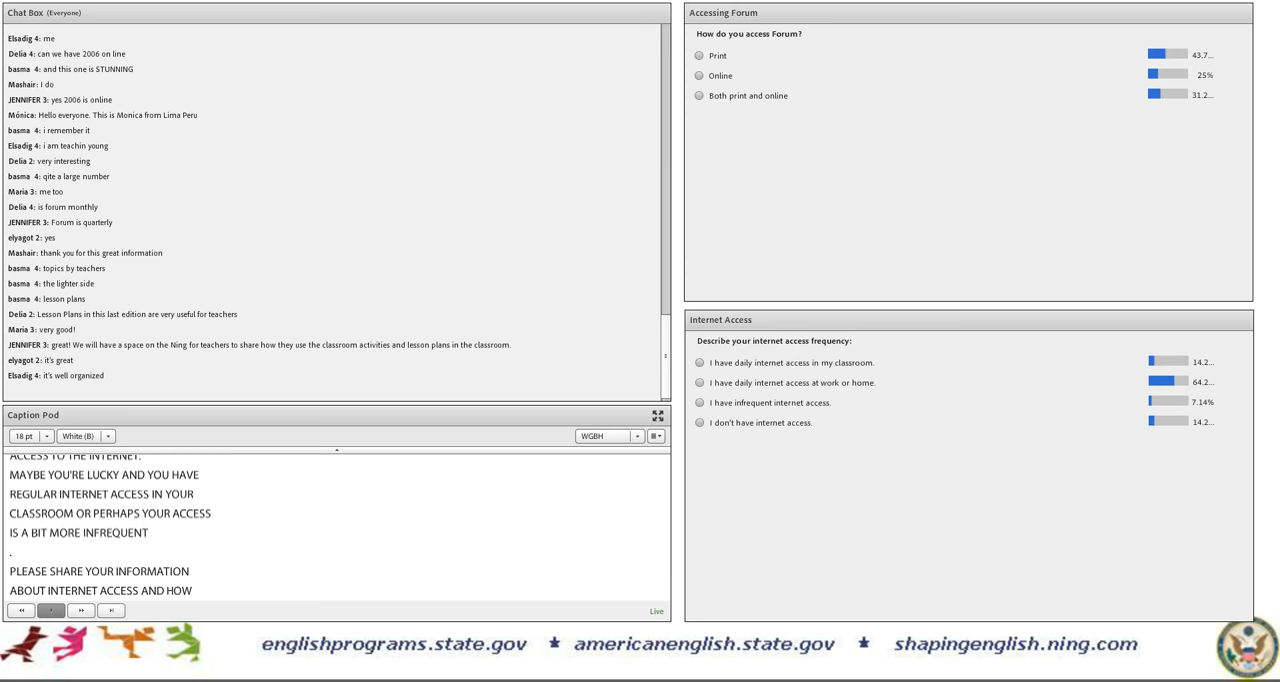 Chat Box (Everyone)
Elsadig 4: me
Delia 4: can we have 2006 on line
basma 4: and this one is STUNNING
Mashair: I do
JENNIFER 3: yes 2006 is online
Mónica: Hello everyone. This is Monica from Lima Peru
basma 4: i remember it
Elsadig 4: i am teachin young
Delia 2: very interesting
basma 4: qite a large number
Maria 3: me too
Delia 4: is forum monthly
JENNIFER 3: Forum is quarterly
elyagot 2: yes
Mashair: thank you for this great information
basma 4: topics by teachers
basma 4: the lighter side
basma 4: lesson plans
Delia 2: Lesson Plans in this last edition are very useful for teachers
Maria 3: very good!
JENNIFER 3: great! We will have a space on the Ning for teachers to share how they use the classroom activities and lesson plans in the classroom.
elyagot 2: it's great
Elsadig 4: it's well organized
Caption Pod
18 pt White (B) WGBH
ACCESS TO THE INTERNET.
MAYBE YOU'RE LUCKY AND YOU HAVE
REGULAR INTERNET ACCESS IN YOUR
CLASSROOM OR PERHAPS YOUR ACCESS
IS A BIT MORE INFREQUENT
.
PLEASE SHARE YOUR INFORMATION
ABOUT INTERNET ACCESS AND HOW
Live
Accessing Forum
How do you access Forum?
Print 43.7...
Online 25%
Both print and online 31.2...
Internet Access
Describe your internet access frequency:
I have daily internet access in my classroom. 14.2...
I have daily internet access at work or home. 64.2...
I have infrequent internet access. 7.14%
I don't have internet access. 14.2...
englishprograms.state.gov ★ americanenglish.state.gov ★ shapingenglish.ning.com